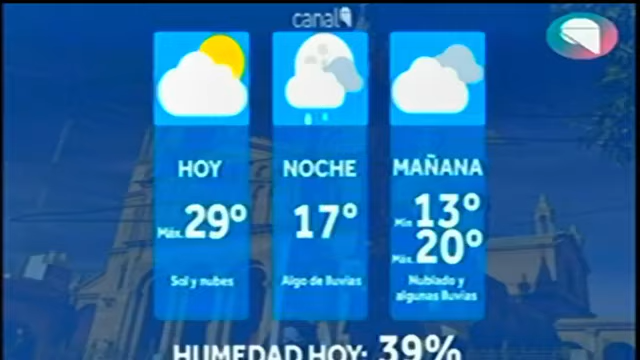 canal
HOY
Máx. 29°
Sol y nubes
NOCHE
17°
Algo de lluvias
MAÑANA
Min 13°
Máx. 20°
Nublado y
algunas lluvias
HUMEDAD HOY: 39%